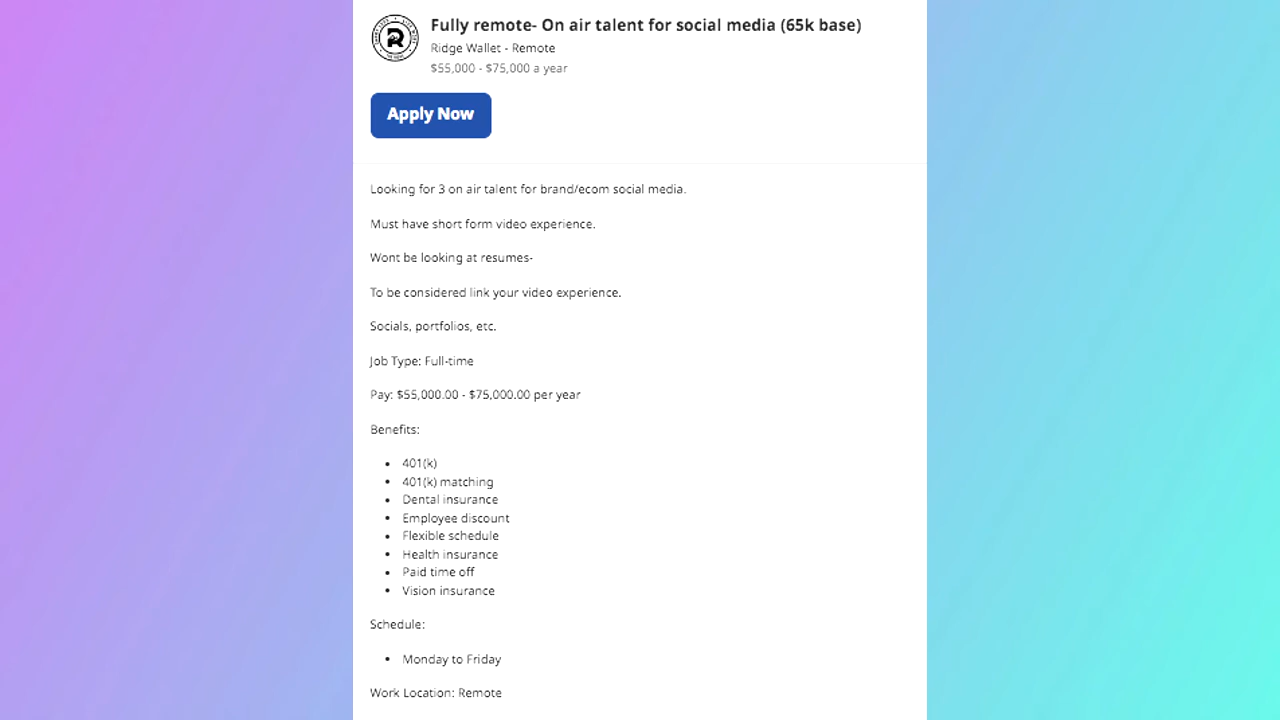 Fully remote- On air talent for social media (65k base)
Ridge Wallet - Remote
$55,000 - $75,000 a year
Apply Now
Looking for 3 on air talent for brand/ecom social media.
Must have short form video experience.
Wont be looking at resumes-
To be considered link your video experience.
Socials, portfolios, etc.
Job Type: Full-time
Pay: $55,000.00 - $75,000.00 per year
Benefits:
401(k)
401(k) matching
Dental insurance
Employee discount
Flexible schedule
Health insurance
Paid time off
Vision insurance
Schedule:
Monday to Friday
Work Location: Remote